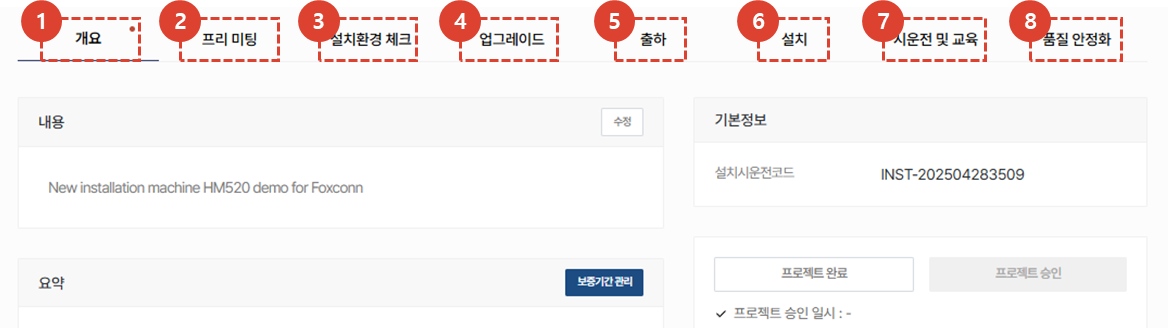 1 개요
2 프리 미팅
3 설치환경 체크
4 업그레이드
5 출하
6 설치
7 시운전 및 교육
8 품질 안정화
내용
수정
New installation machine HM520 demo for Foxconn
요약
보증기간 관리
기본정보
설치시운전코드 INST-202504283509
프로젝트 완료
프로젝트 승인
✓ 프로젝트 승인 일시 : -